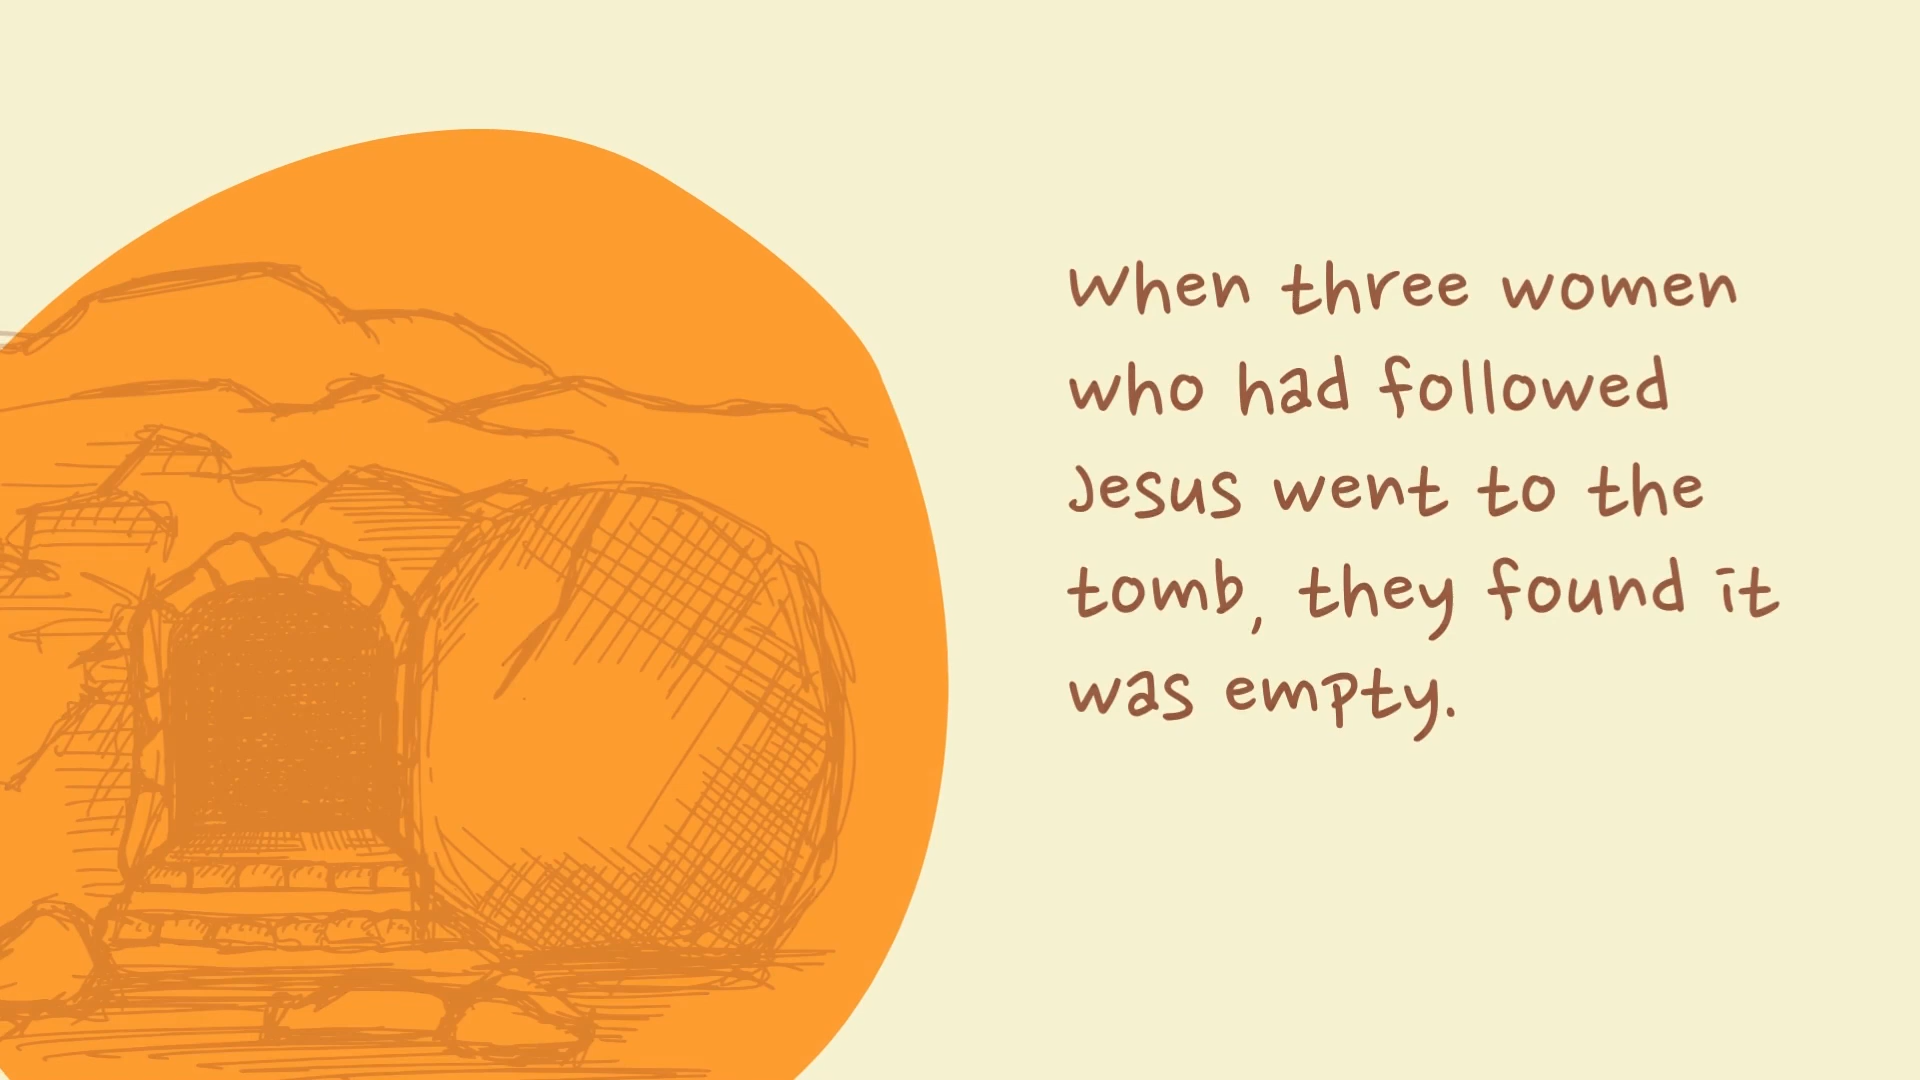 When three women
who had followed
Jesus went to the
tomb, they found it
was empty.